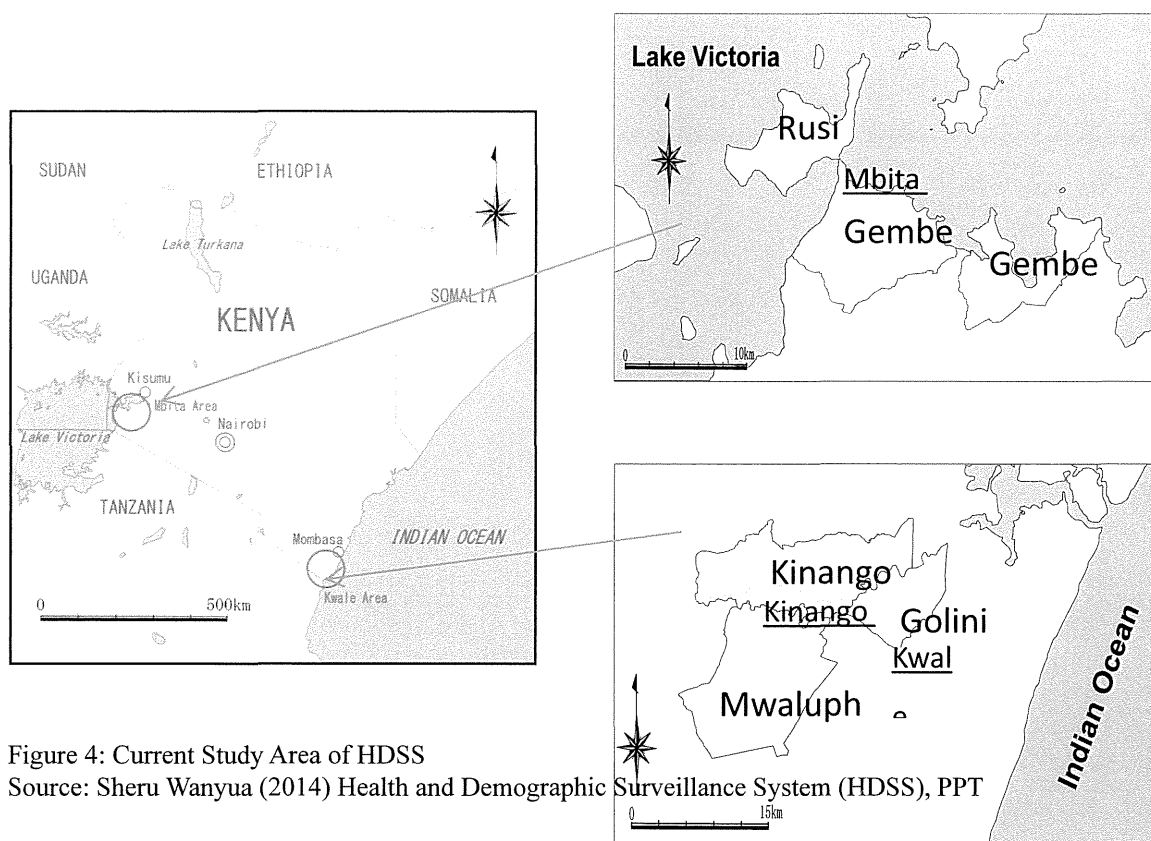 SUDAN
ETHIOPIA
Lake Turkana
UGANDA
KENYA
SOMALIA
Kisumu
Mbita Area
Nairobi
Lake Victoria
TANZANIA
Mombasa
INDIAN OCEAN
Kwale Area
0 500km
Lake Victoria
Rusi
Mbita
Gembe
Gembe
0 10km
Kinango
Kinango
Golini
Kwal
e
Mwaluph
Indian Ocean
0 15km
Figure 4: Current Study Area of HDSS
Source: Sheru Wanyua (2014) Health and Demographic Surveillance System (HDSS), PPT